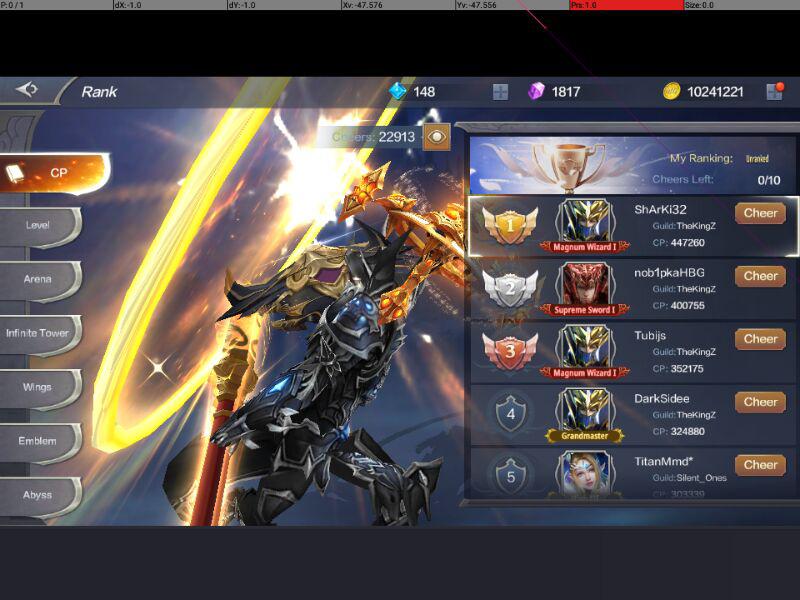 P: 0 / 1
dX: -1.0
dY: -1.0
Xv: -47.576
Yv: -47.556
Prs: 1.0
Size: 0.0
Rank
148
1817
10241221
Cheers: 22913
My Ranking: Unranked
Cheers Left: 0/10
CP
Level
Arena
Infinite Tower
Wings
Emblem
Abyss
1
ShArKi32
Guild:TheKingZ
CP: 447260
Magnum Wizard I
Cheer
2
nob1pkaHBG
Guild:TheKingZ
CP: 400755
Supreme Sword I
Cheer
3
Tubijs
Guild:TheKingZ
CP: 352175
Magnum Wizard I
Cheer
4
DarkSidee
Guild:TheKingZ
CP: 324880
Grandmaster
Cheer
5
TitanMmd*
Guild:Silent_Ones
CP: 303339
Cheer